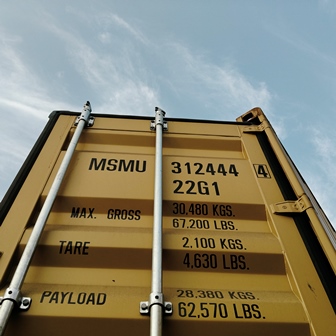 MSMU 312444 4
22G1
MAX. GROSS 30,480 KGS.
67,200 LBS.
TARE 2,100 KGS.
4,630 LBS.
PAYLOAD 28,380 KGS.
62,570 LBS.